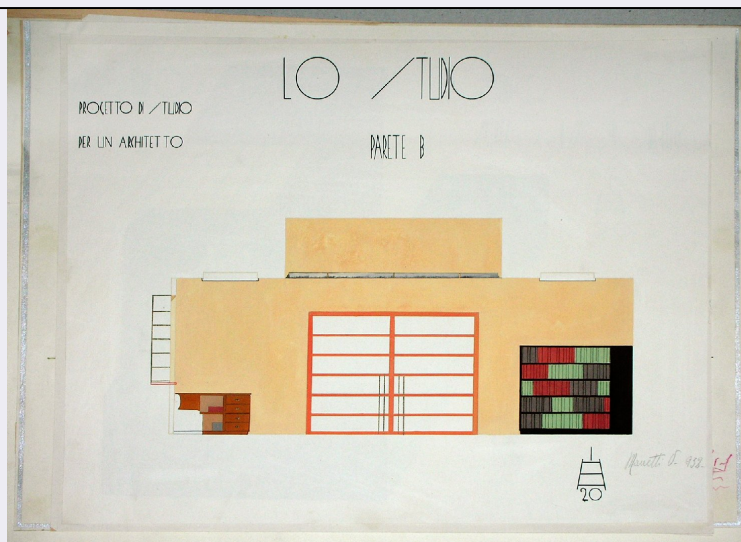 LO STUDIO
PROGETTO DI STUDIO
PER UN ARCHITETTO
PARETE B
20